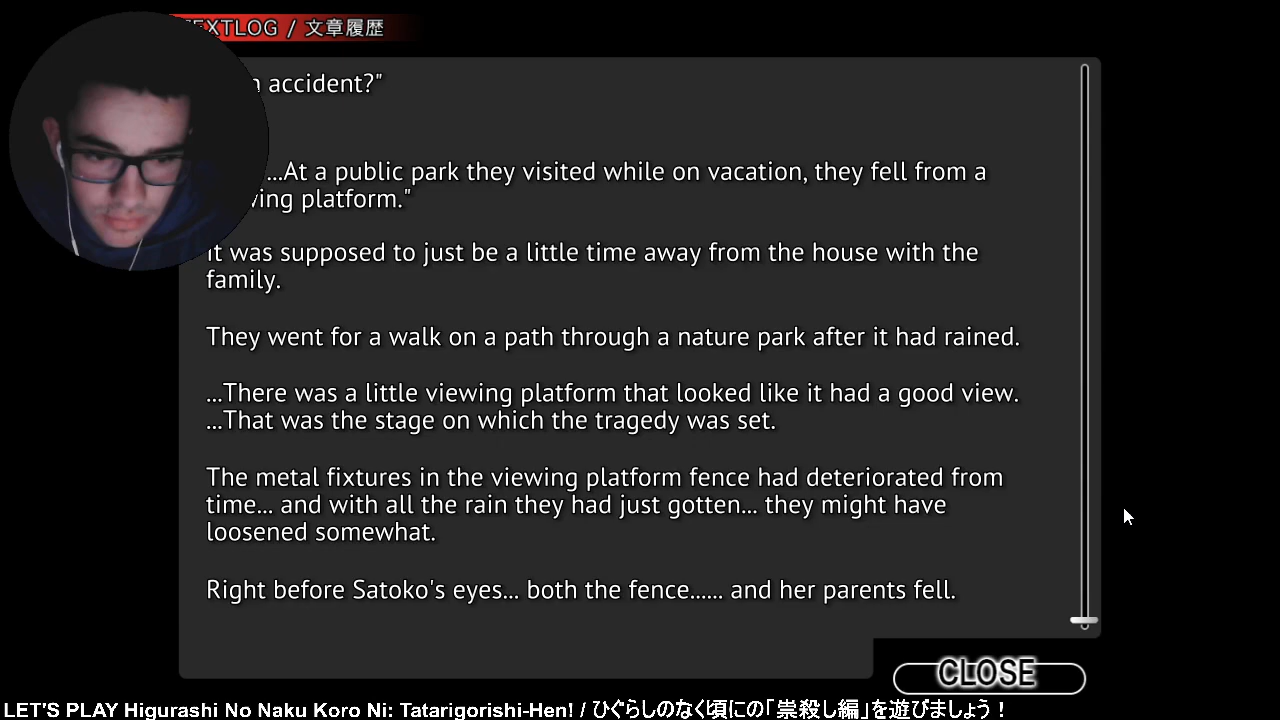 TEXTLOG / 文章履歴
accident?"
...At a public park they visited while on vacation, they fell from a
platform."
It was supposed to just be a little time away from the house with the
family.
They went for a walk on a path through a nature park after it had rained.
...There was a little viewing platform that looked like it had a good view.
...That was the stage on which the tragedy was set.
The metal fixtures in the viewing platform fence had deteriorated from
time... and with all the rain they had just gotten... they might have
loosened somewhat.
Right before Satoko's eyes... both the fence...... and her parents fell.
CLOSE
LET'S PLAY Higurashi No Naku Koro Ni: Tatarigorishi-Hen! / ひぐらしのなく頃にの「祟殺し編」を遊びましょう！